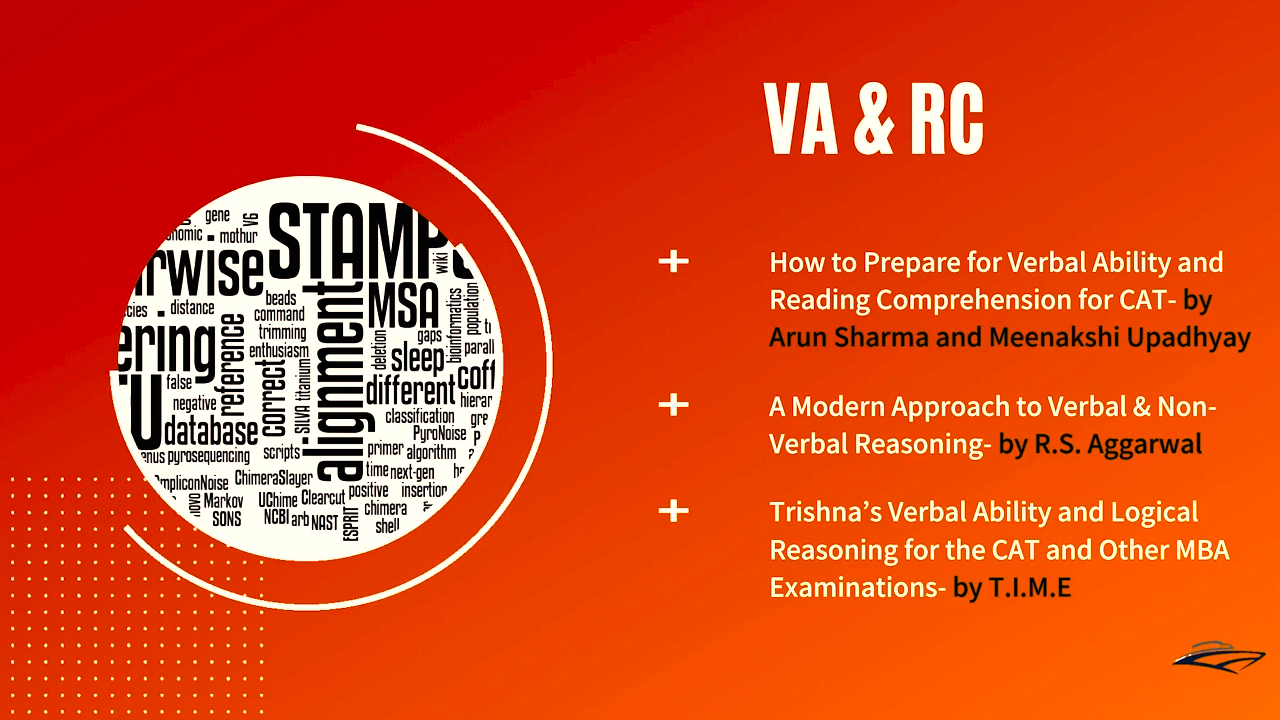 VA & RC
How to Prepare for Verbal Ability and
Reading Comprehension for CAT- by
Arun Sharma and Meenakshi Upadhyay
A Modern Approach to Verbal & Non-
Verbal Reasoning- by R.S. Aggarwal
Trishna’s Verbal Ability and Logical
Reasoning for the CAT and Other MBA
Examinations- by T.I.M.E
gene
V6
STAMP
mothur
wiki
distance
beads
command
trimming
enthusiasm
MSA
gaps
bioinformatics
population
deletion
sleep
reference
correct
SILVA titanium
alignment
different
false
negative
database
classification
PyroNoise
primer algorithm
pyrosequencing
scripts
time next-gen
ChimeraSlayer
positive insertion
AmpliconNoise
Markov
UChime Clearcut
chimera
SONS
NCBI arb NAST
ESPRIT
shell